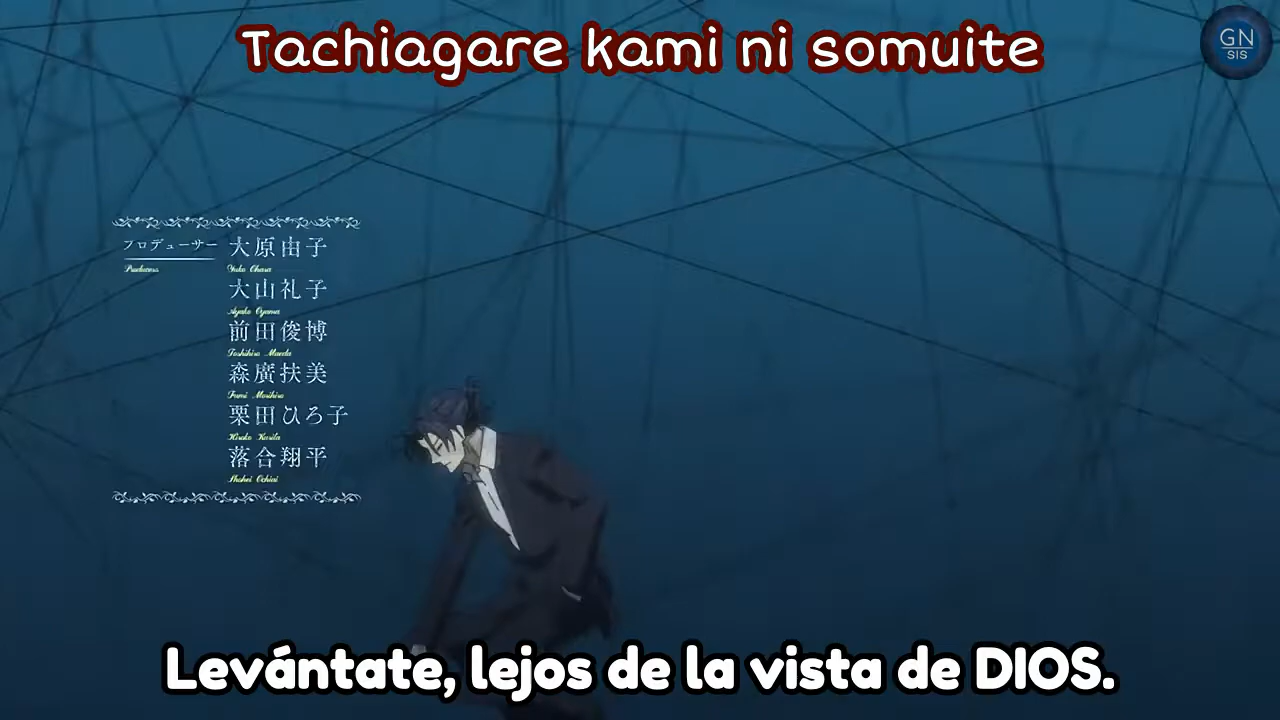 Tachiagare kami ni somuite
GN
SIS
プロデューサー 大原由子
Producers Yuko Ohara
大山礼子
Ayako Oyama
前田俊博
Toshihiro Maeda
森廣扶美
Fumi Morihiro
栗田ひろ子
Hiroko Kurita
落合翔平
Shohei Ochiai
Levántate, lejos de la vista de DIOS.